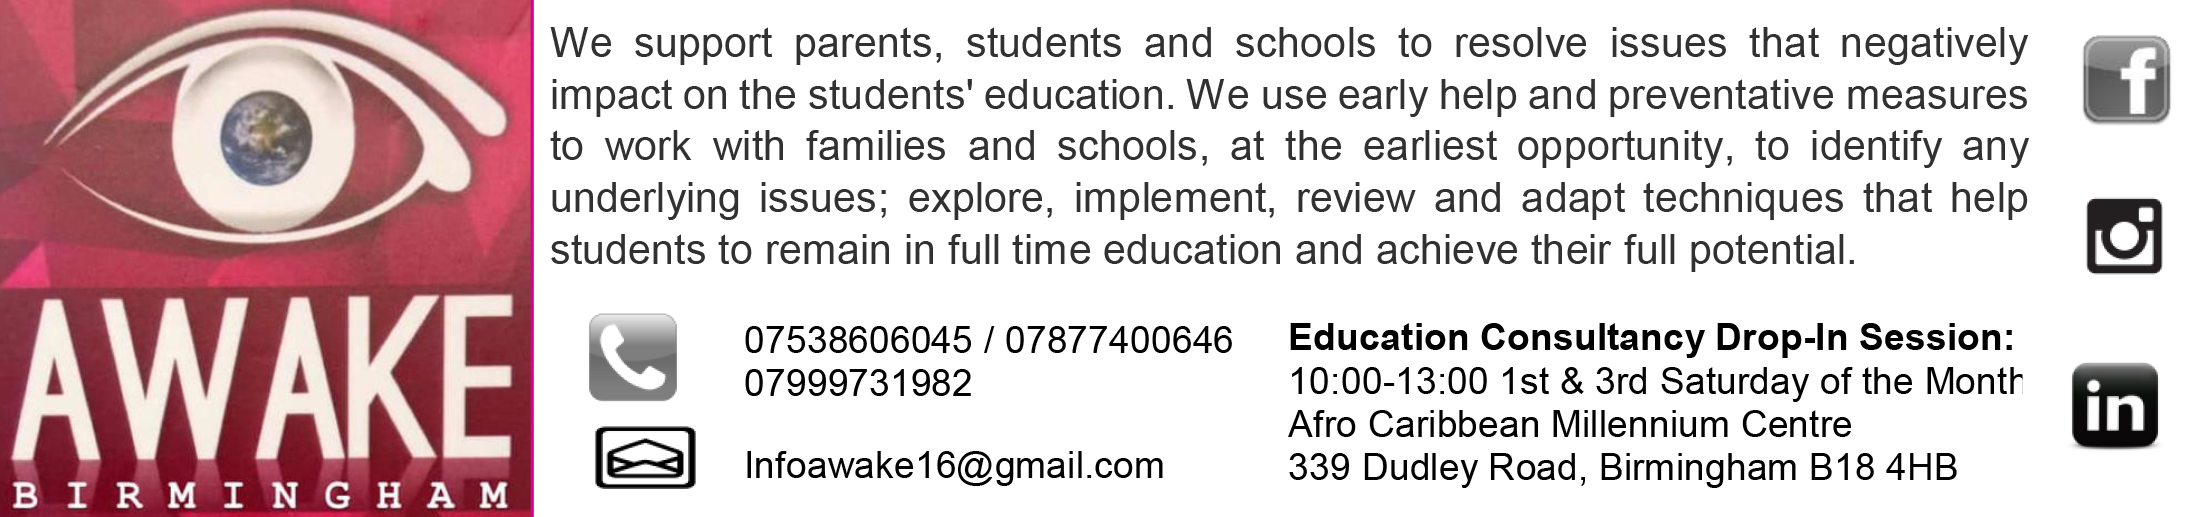 AWAKE
BIRMINGHAM
We support parents, students and schools to resolve issues that negatively
impact on the students' education. We use early help and preventative measures
to work with families and schools, at the earliest opportunity, to identify any
underlying issues; explore, implement, review and adapt techniques that help
students to remain in full time education and achieve their full potential.
07538606045 / 07877400646
07999731982
Infoawake16@gmail.com
Education Consultancy Drop-In Session:
10:00-13:00 1st & 3rd Saturday of the Month
Afro Caribbean Millennium Centre
339 Dudley Road, Birmingham B18 4HB
f
in